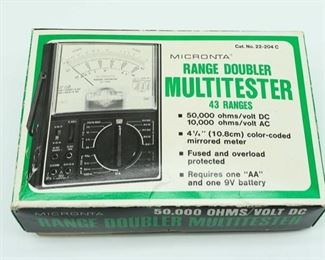 Cat. No. 22-204 C
MICRONTA
RANGE DOUBLER
MULTITESTER
43 RANGES
▪ 50,000 ohms/volt DC
10,000 ohms/volt AC
▪ 4¼" (10.8cm) color-coded
mirrored meter
▪ Fused and overload
protected
▪ Requires one "AA"
and one 9V battery
MICRONTA 50,000 OHMS/VOLT DC
RANGE DOUBLER MULTITESTER